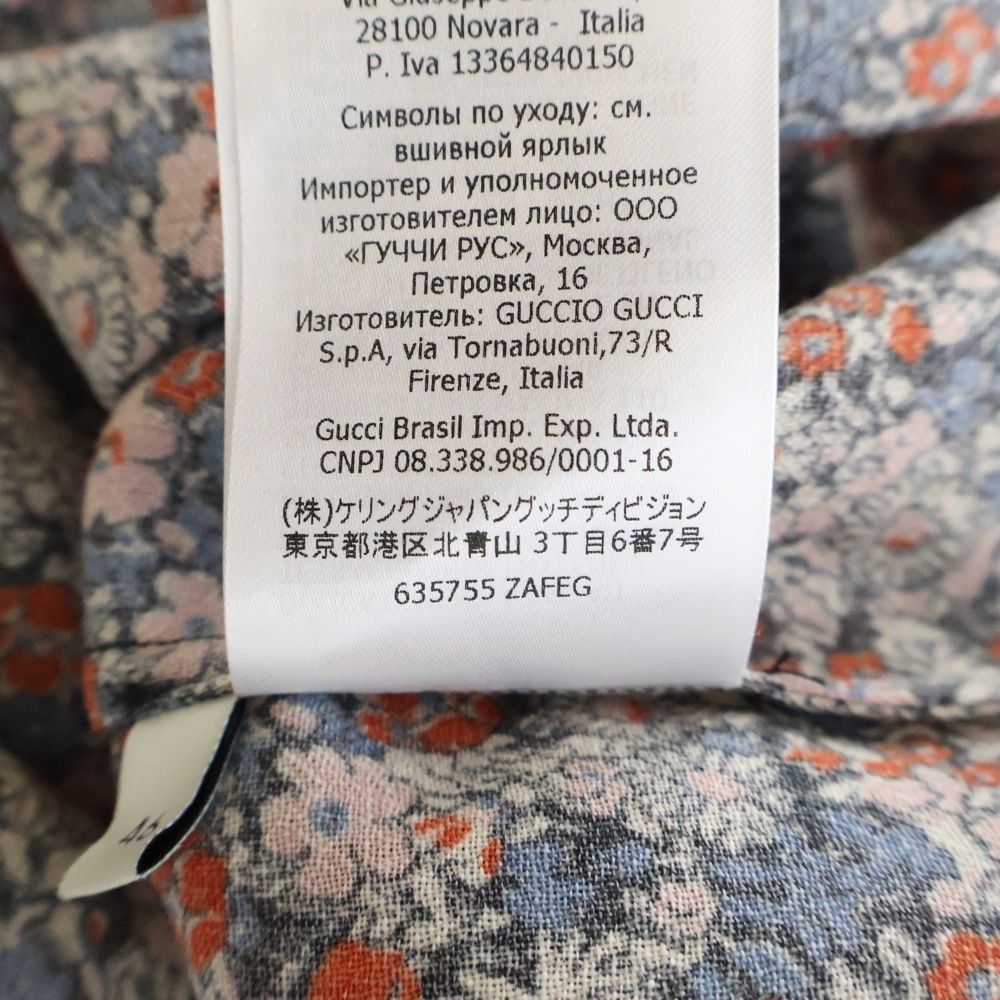 28100 Novara - Italia
P. Iva 13364840150
Символы по уходу: см.
вшивной ярлык
Импортер и уполномоченное
изготовителем лицо: ООО
«ГУЧЧИ РУС», Москва,
Петровка, 16
Изготовитель: GUCCIO GUCCI
S.p.A, via Tornabuoni,73/R
Firenze, Italia
Gucci Brasil Imp. Exp. Ltda.
CNPJ 08.338.986/0001-16
(株)ケリングジャパングッチディビジョン
東京都港区北青山 3丁目6番7号
635755 ZAFEG